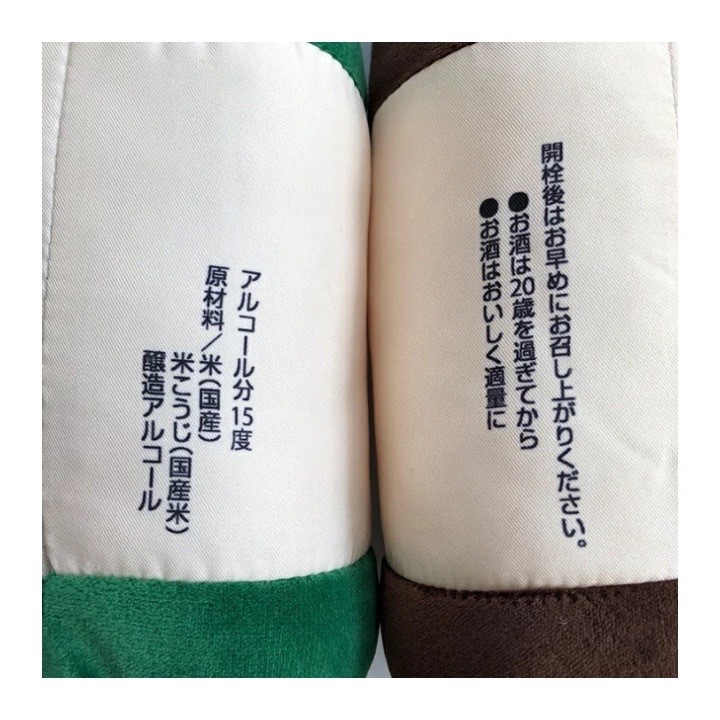 アルコール分15度
原材料／米(国産)
米こうじ(国産米)
醸造アルコール
開栓後はお早めにお召し上がりください。
●お酒は20歳を過ぎてから
●お酒はおいしく適量に